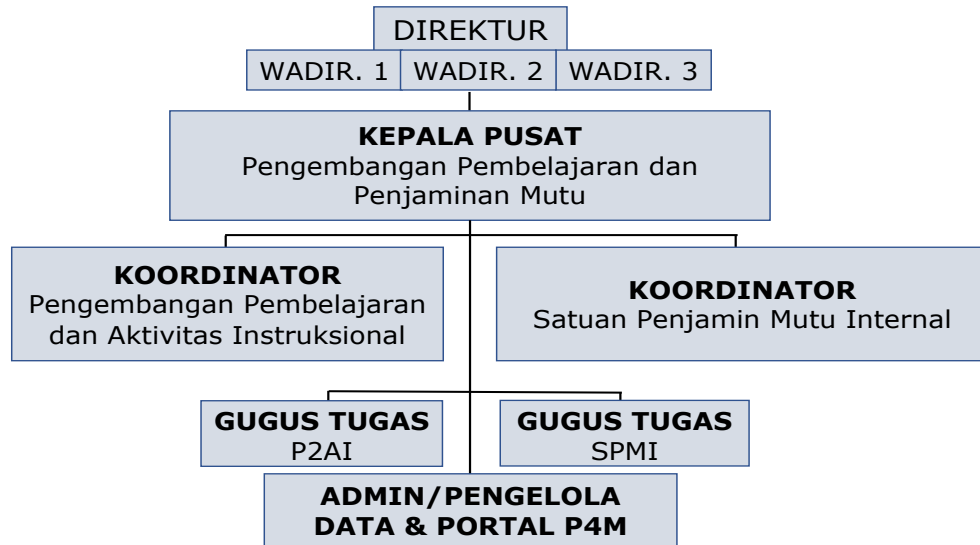 DIREKTUR
WADIR. 1 WADIR. 2 WADIR. 3
KEPALA PUSAT
Pengembangan Pembelajaran dan
Penjaminan Mutu
KOORDINATOR
Pengembangan Pembelajaran
dan Aktivitas Instruksional
KOORDINATOR
Satuan Penjamin Mutu Internal
GUGUS TUGAS
P2AI
GUGUS TUGAS
SPMI
ADMIN/PENGELOLA
DATA & PORTAL P4M